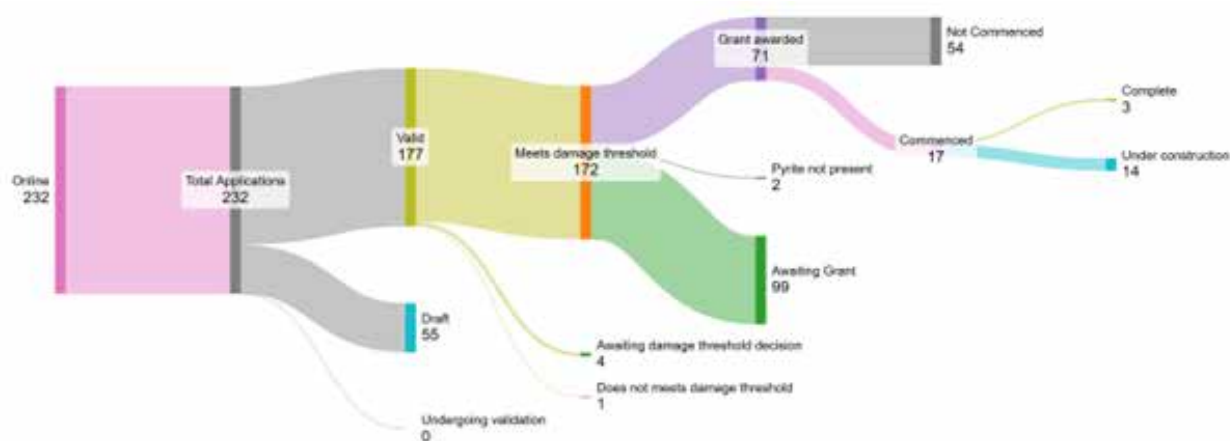 Online
232
Total Applications
232
Valid
177
Draft
55
Undergoing validation
0
Meets damage threshold
172
Awaiting damage threshold decision
4
Does not meets damage threshold
1
Grant awarded
71
Pyrite not present
2
Awaiting Grant
99
Not Commenced
54
Commenced
17
Complete
3
Under construction
14